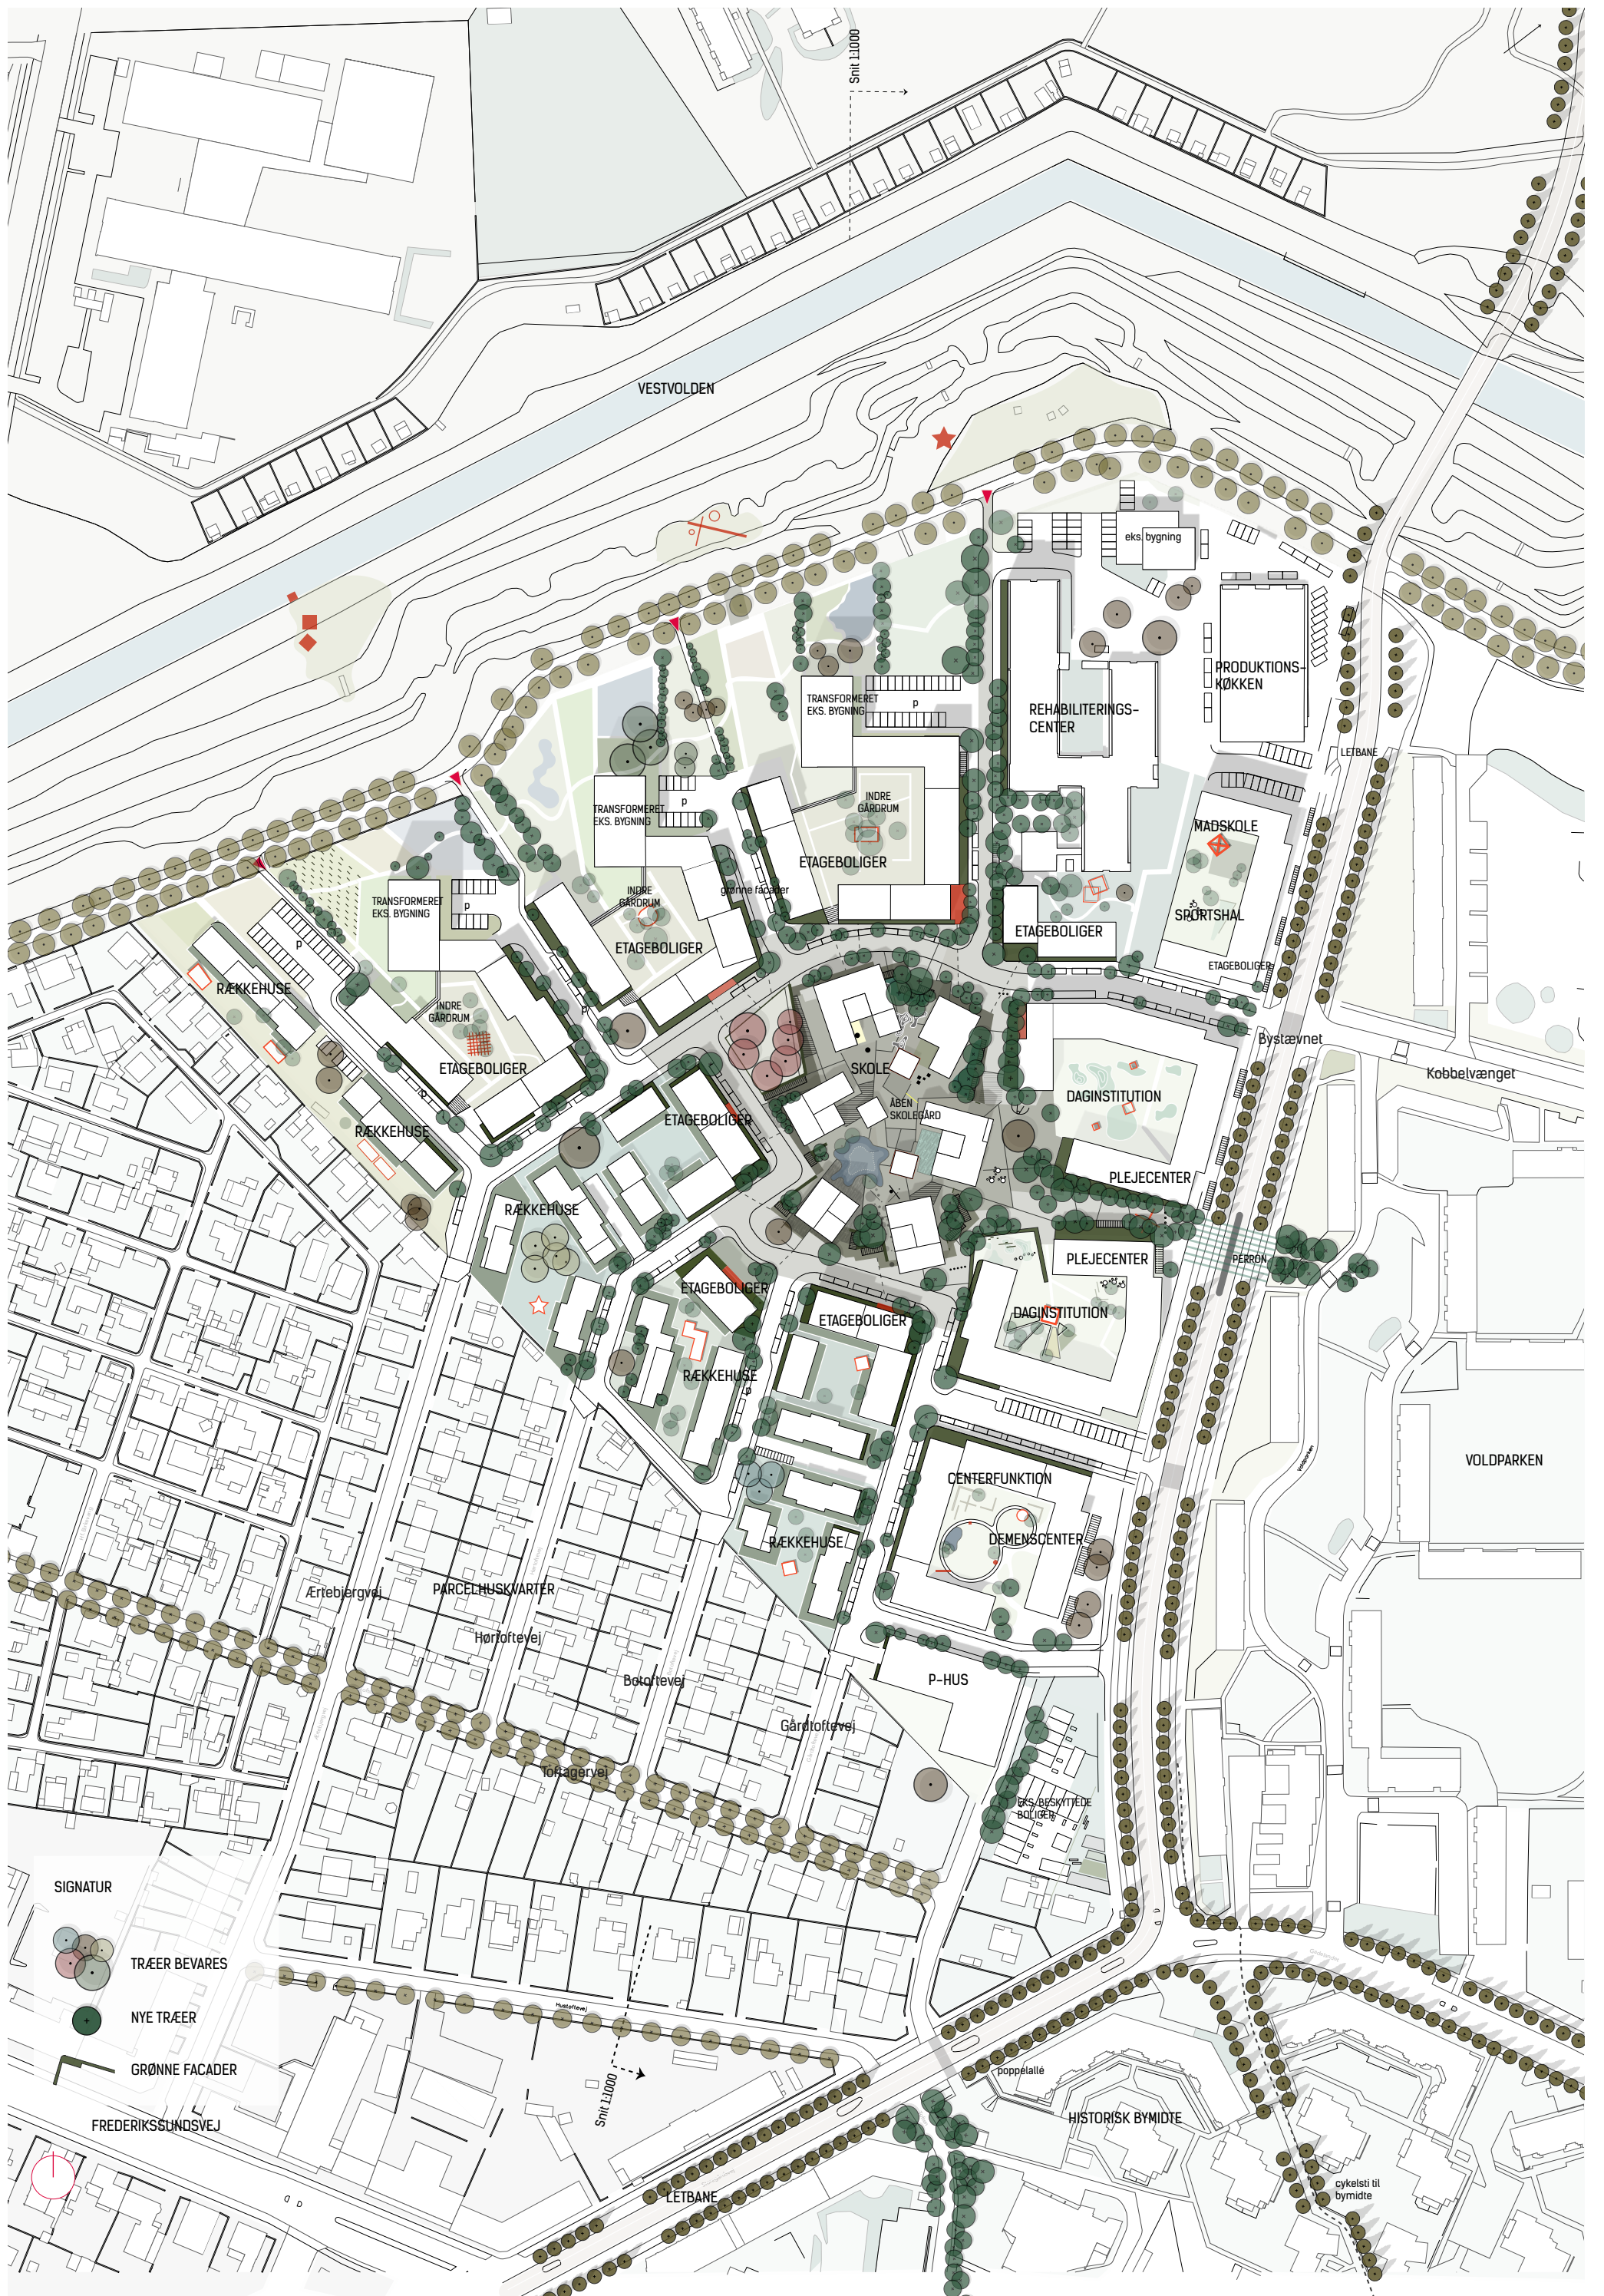 Snit 1:1000
VESTVOLDEN
eks. bygning
PRODUKTIONS-
KØKKEN
TRANSFORMERET
EKS. BYGNING
p
REHABILITERINGS-
CENTER
LETBANE
INDRE
GÅRDRUM
TRANSFORMERET
EKS. BYGNING
p
MADSKOLE
ETAGEBOLIGER
grønne facader
INDRE
GÅRDRUM
TRANSFORMERET
EKS. BYGNING
p
SPORTSHAL
ETAGEBOLIGER
p
ETAGEBOLIGER
ETAGEBOLIGER
RÆKKEHUSE
INDRE
GÅRDRUM
p
Bystævnet
ETAGEBOLIGER
SKOLE
Kobbelvænget
p
DAGINSTITUTION
ÅBEN
SKOLEGÅRD
ETAGEBOLIGER
RÆKKEHUSE
PLEJECENTER
RÆKKEHUSE
PLEJECENTER
PERRON
ETAGEBOLIGER
DAGINSTITUTION
ETAGEBOLIGER
RÆKKEHUSE
p
VOLDPARKEN
Voldparken
CENTERFUNKTION
DEMENSCENTER
RÆKKEHUSE
Ærtebjergvej
PARCELHUSKVARTER
Hørtoftevej
Botoftevej
P-HUS
Gårdtoftevej
Toftagervej
EKS. BESKYTTEDE
BOLIGER
SIGNATUR
TRÆER BEVARES
NYE TRÆER
GRØNNE FACADER
Hustoftevej
Snit 1:1000
poppelallé
FREDERIKSSUNDSVEJ
HISTORISK BYMIDTE
cykelsti til
bymidte
LETBANE